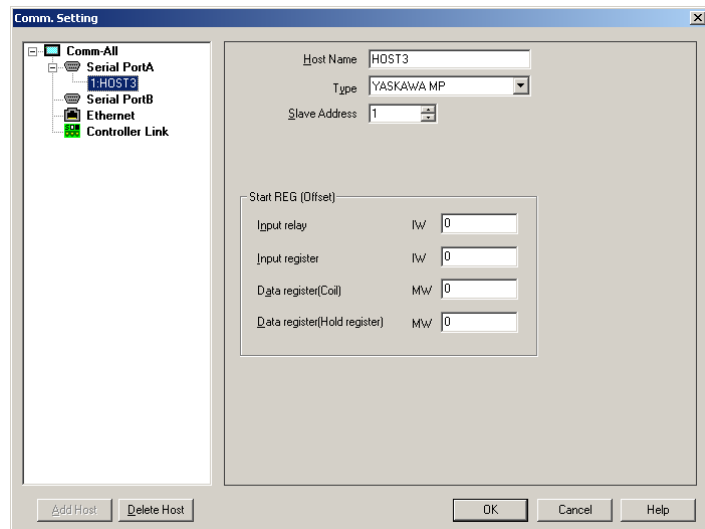 Comm. Setting
Comm-All
Serial PortA
1:HOST3
Serial PortB
Ethernet
Controller Link
Host Name HOST3
Type YASKAWA MP
Slave Address 1
Start REG (Offset)
Input relay IW 0
Input register IW 0
Data register(Coil) MW 0
Data register(Hold register) MW 0
Add Host Delete Host OK Cancel Help